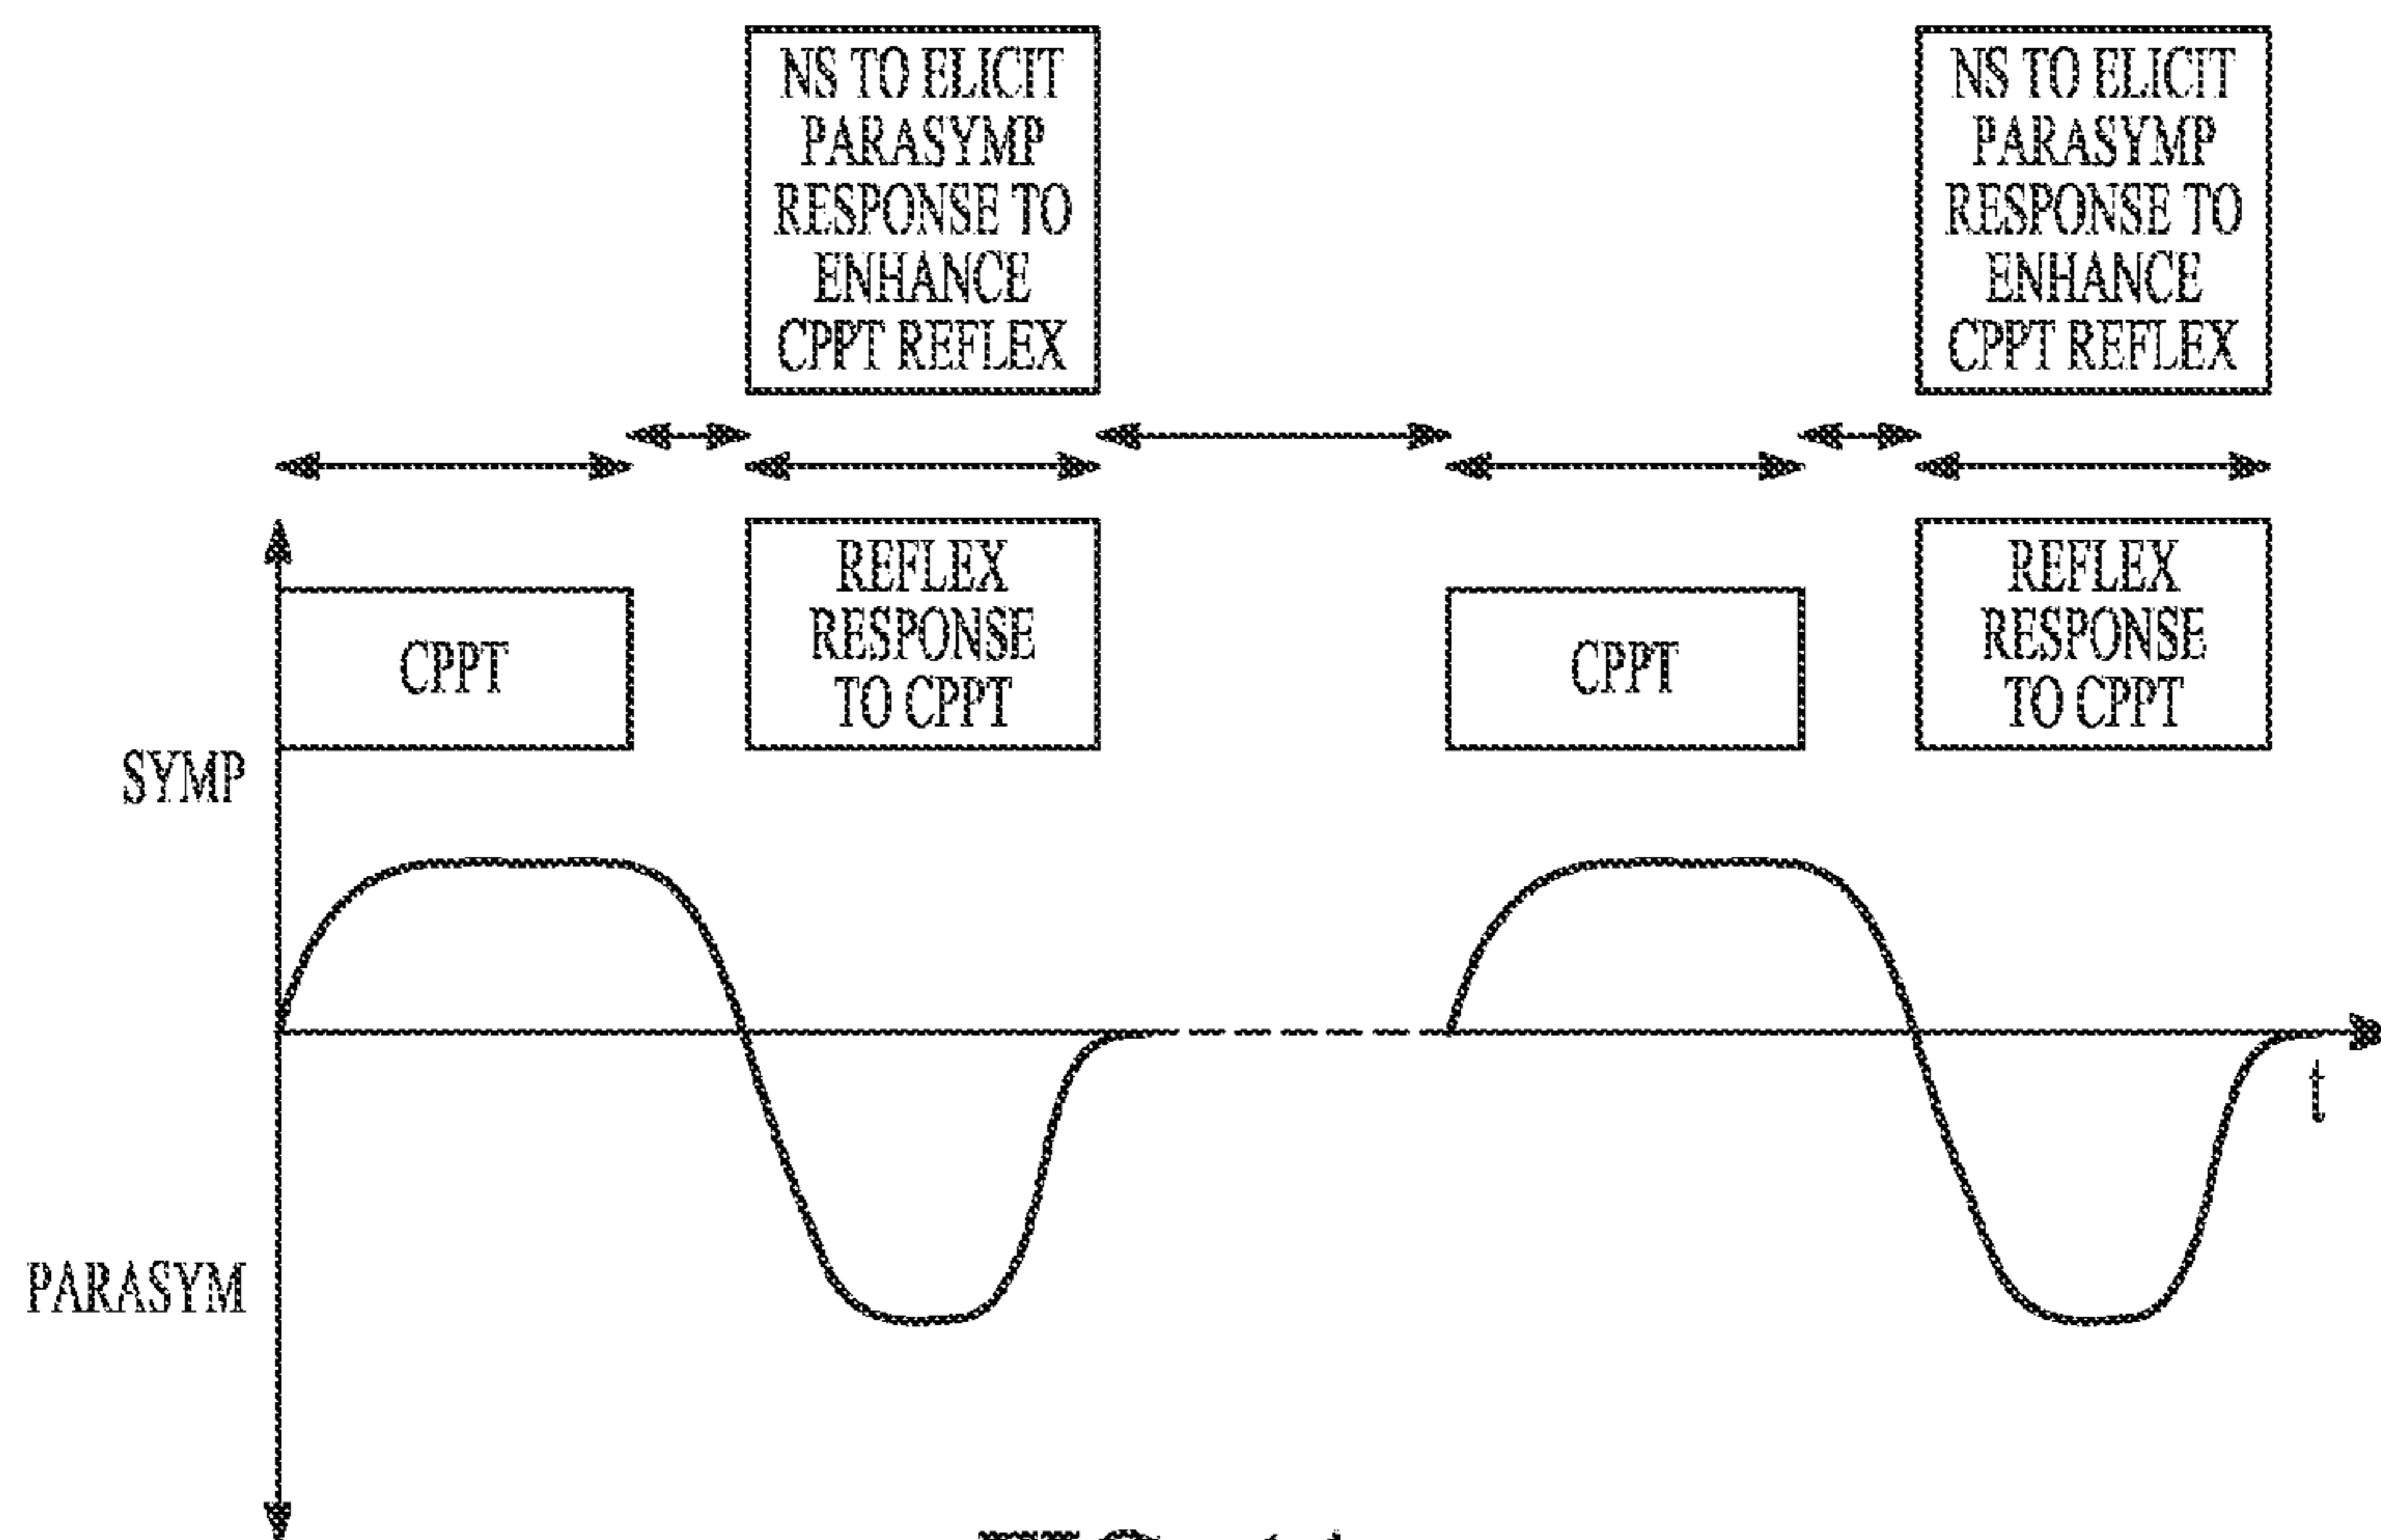 NS TO ELICIT
PARASYMP
RESPONSE TO
ENHANCE
CPPT REFLEX
NS TO ELICIT
PARASYMP
RESPONSE TO
ENHANCE
CPPT REFLEX
CPPT
REFLEX
RESPONSE
TO CPPT
CPPT
REFLEX
RESPONSE
TO CPPT
SYMP
PARASYM
t